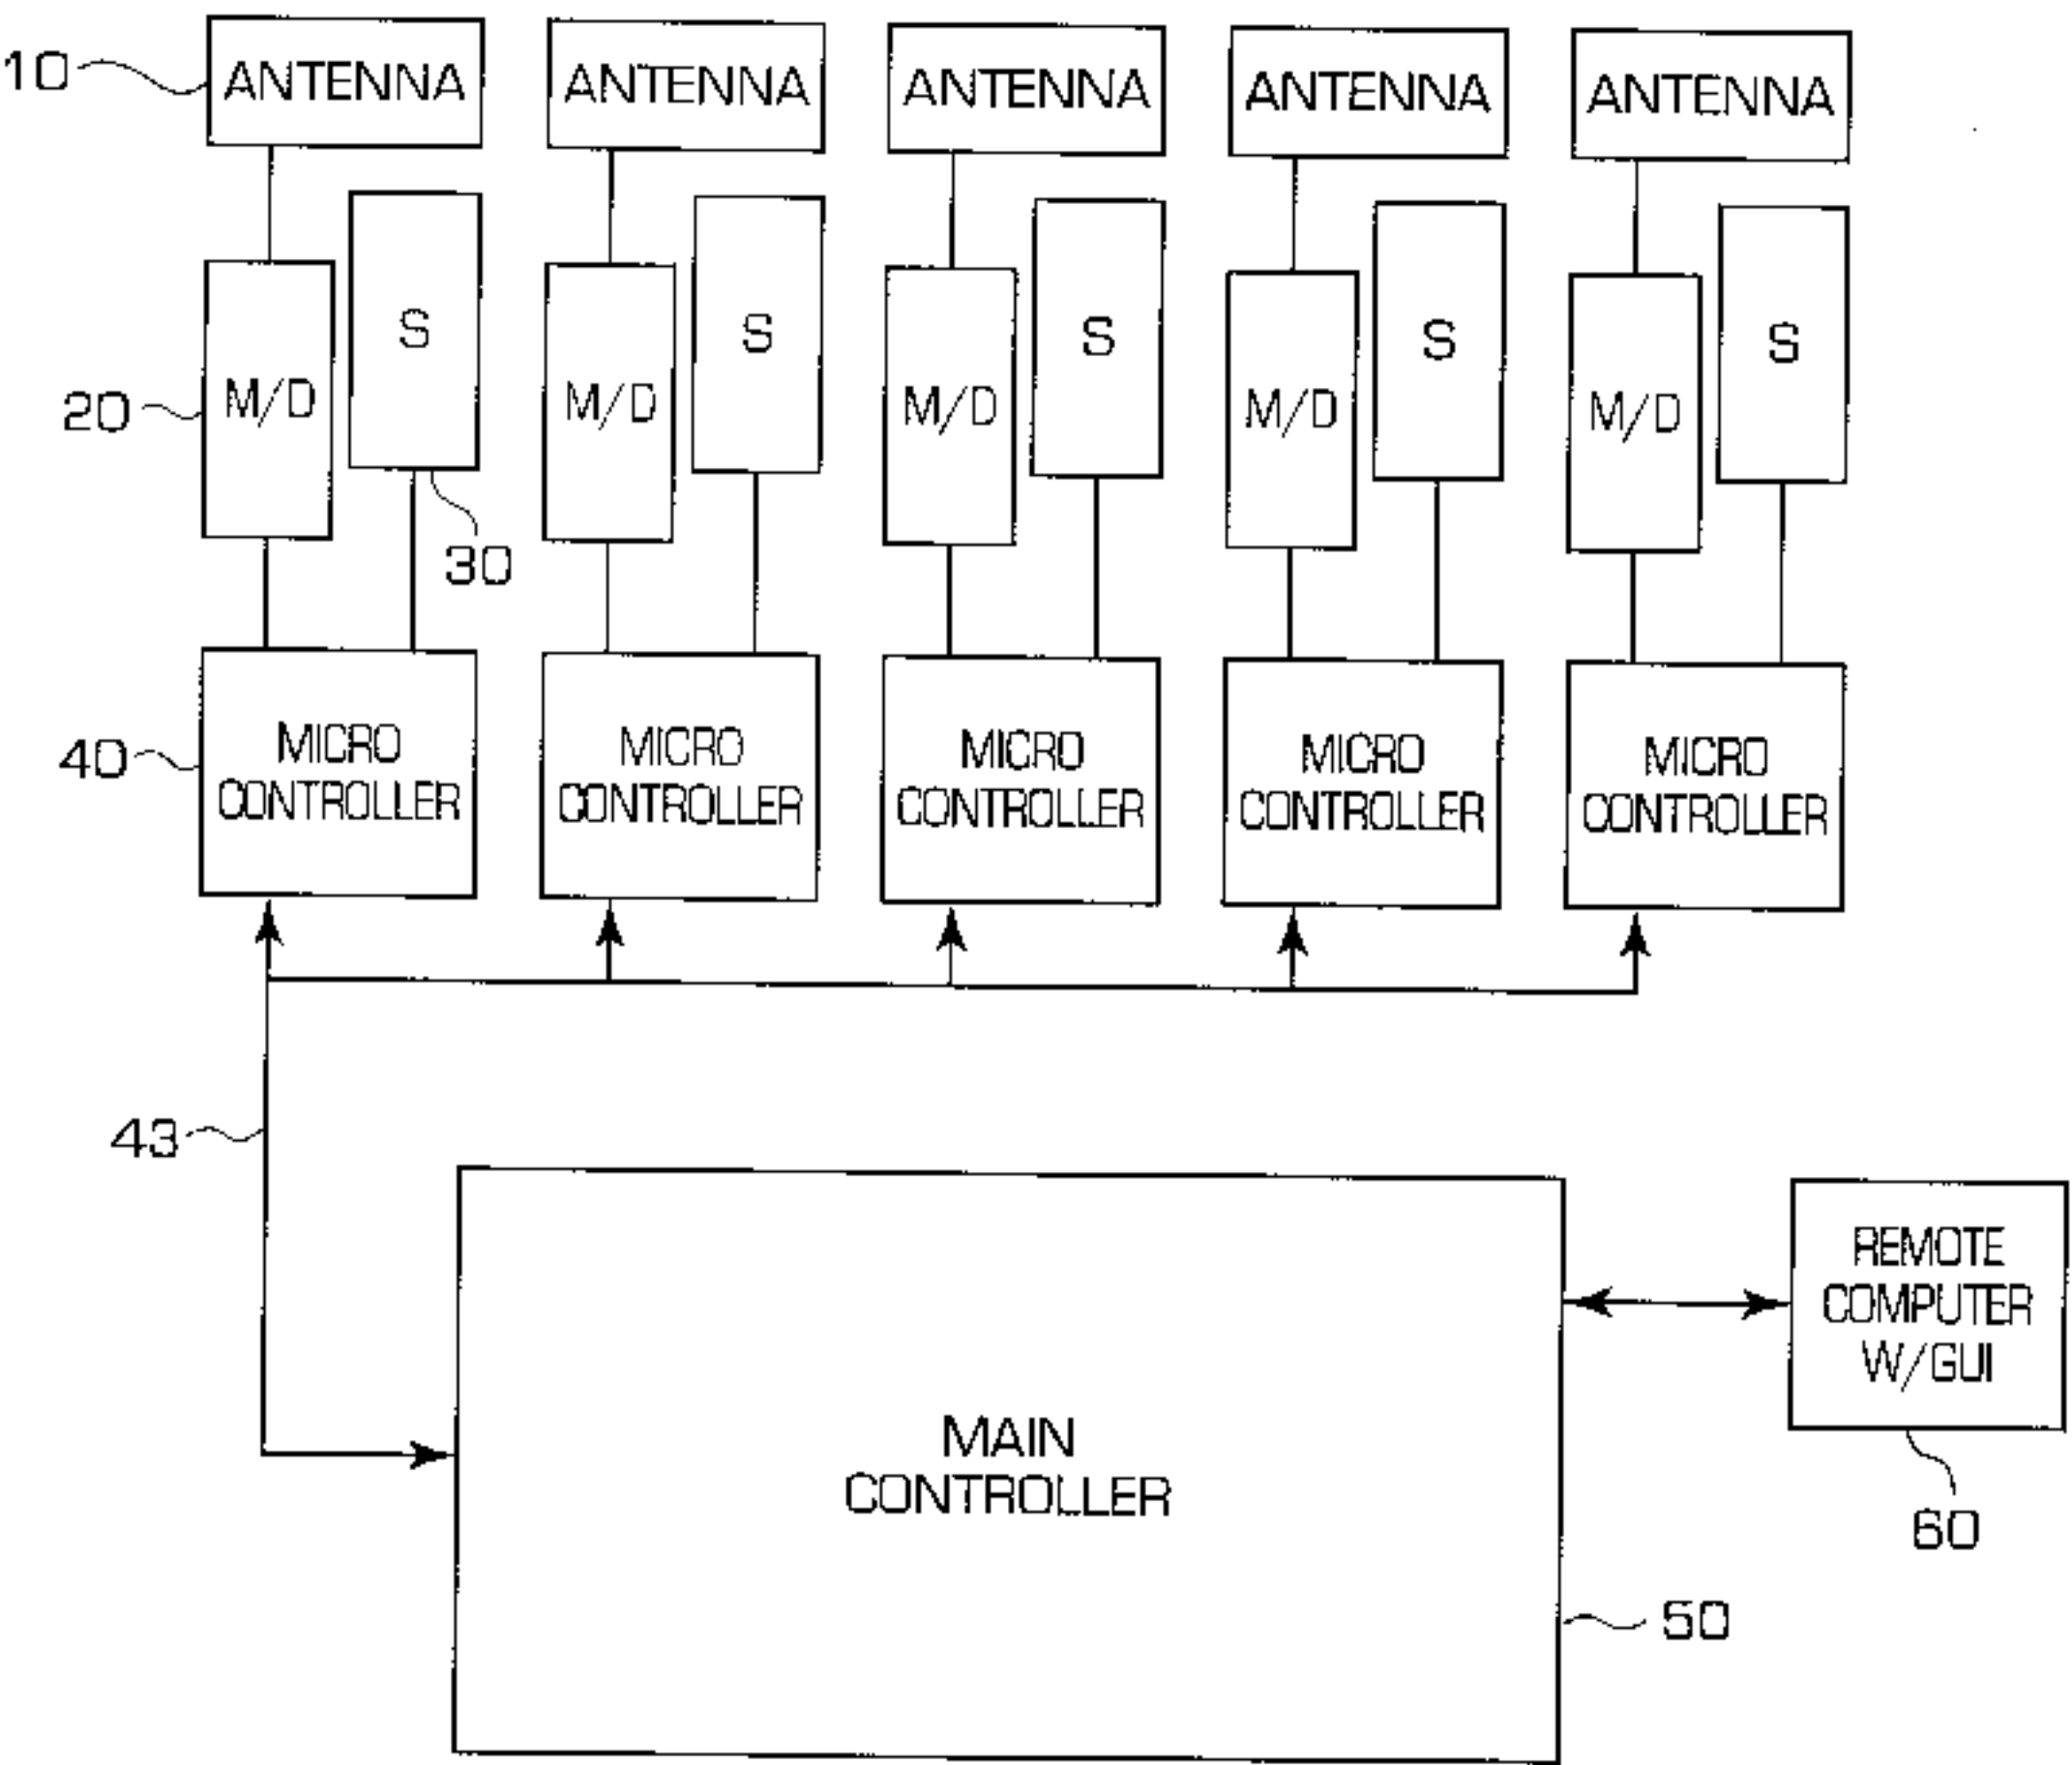 10
ANTENNA ANTENNA ANTENNA ANTENNA ANTENNA
S S S S S
20
M/D M/D M/D M/D M/D
30
40
MICRO CONTROLLER
MICRO CONTROLLER
MICRO CONTROLLER
MICRO CONTROLLER
MICRO CONTROLLER
43
REMOTE
COMPUTER
W/GUI
MAIN
CONTROLLER
60
50